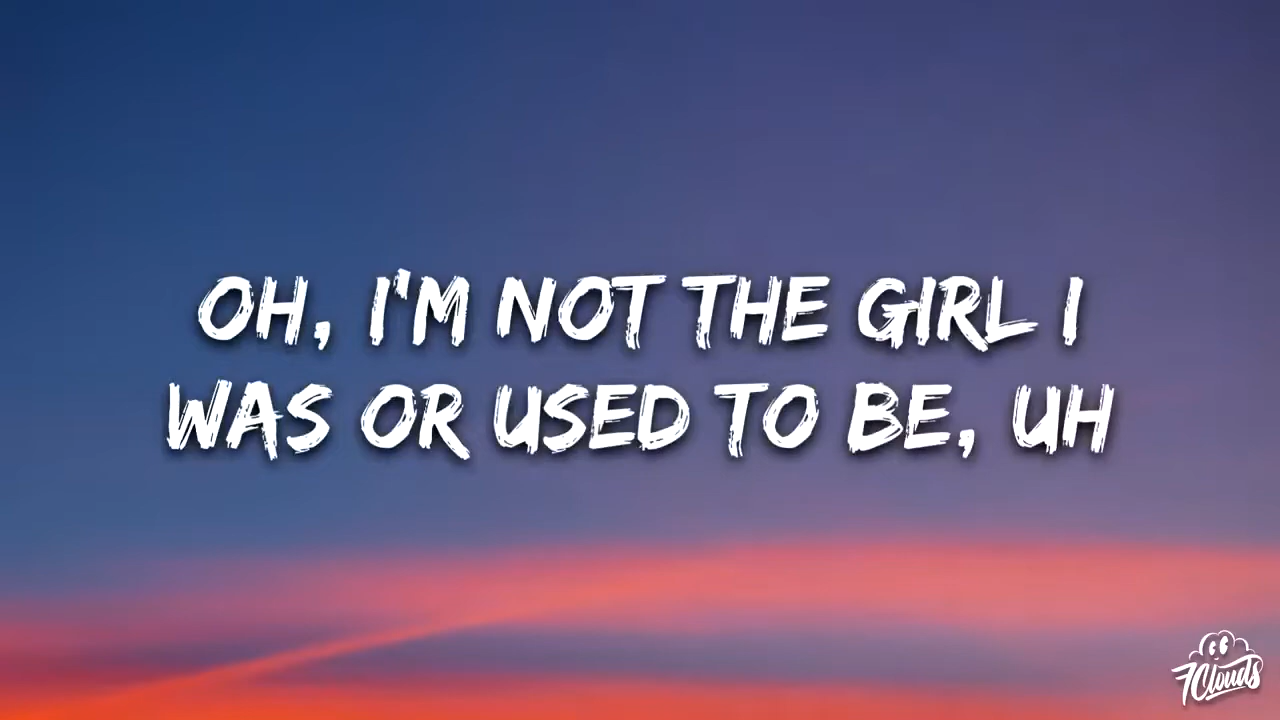 OH, I'M NOT THE GIRL I
WAS OR USED TO BE, UH
7clouds